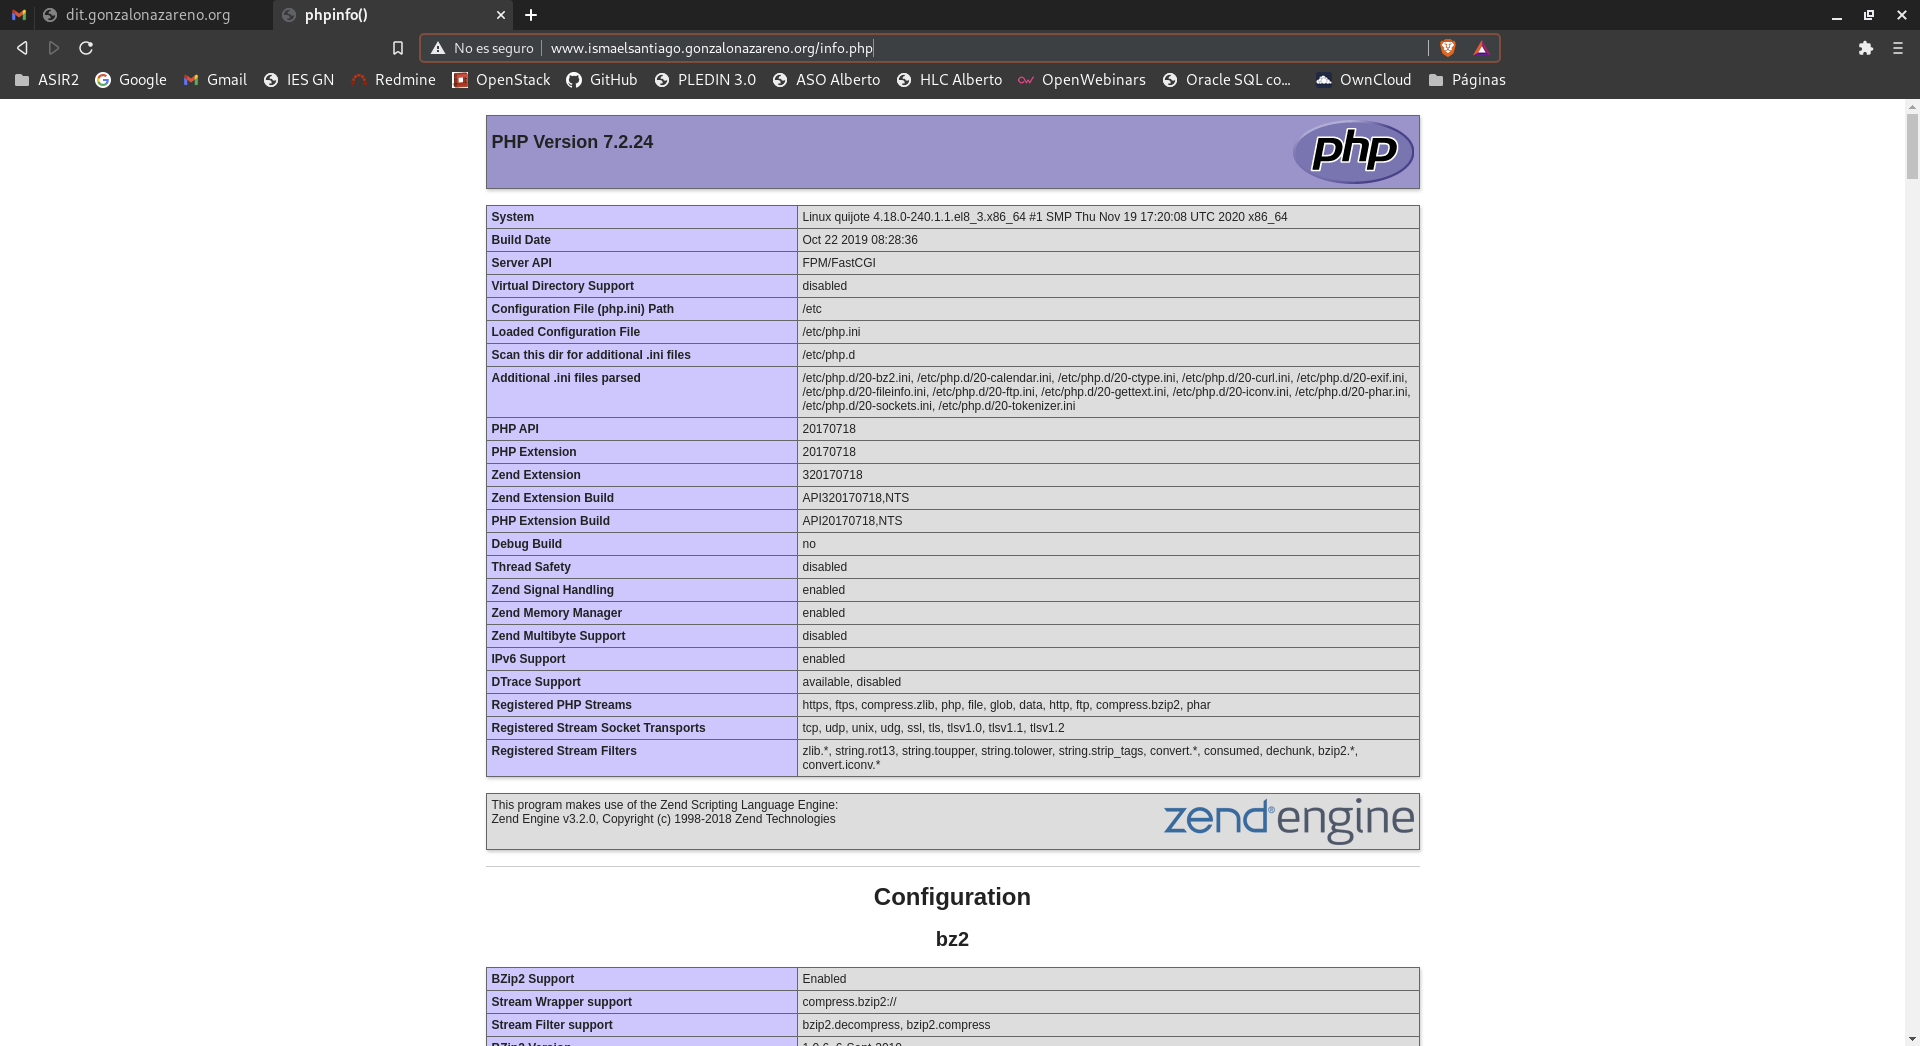 dit.gonzalonazareno.org
phpinfo()
No es seguro
www.ismaelsantiago.gonzalonazareno.org/info.php
ASIR2 Google Gmail IES GN Redmine OpenStack GitHub PLEDIN 3.0 ASO Alberto HLC Alberto OpenWebinars Oracle SQL co... OwnCloud Páginas
PHP Version 7.2.24
php
System Linux quijote 4.18.0-240.1.1.el8_3.x86_64 #1 SMP Thu Nov 19 17:20:08 UTC 2020 x86_64
Build Date Oct 22 2019 08:28:36
Server API FPM/FastCGI
Virtual Directory Support disabled
Configuration File (php.ini) Path /etc
Loaded Configuration File /etc/php.ini
Scan this dir for additional .ini files /etc/php.d
Additional .ini files parsed /etc/php.d/20-bz2.ini, /etc/php.d/20-calendar.ini, /etc/php.d/20-ctype.ini, /etc/php.d/20-curl.ini, /etc/php.d/20-exif.ini,
/etc/php.d/20-fileinfo.ini, /etc/php.d/20-ftp.ini, /etc/php.d/20-gettext.ini, /etc/php.d/20-iconv.ini, /etc/php.d/20-phar.ini,
/etc/php.d/20-sockets.ini, /etc/php.d/20-tokenizer.ini
PHP API 20170718
PHP Extension 20170718
Zend Extension 320170718
Zend Extension Build API320170718,NTS
PHP Extension Build API20170718,NTS
Debug Build no
Thread Safety disabled
Zend Signal Handling enabled
Zend Memory Manager enabled
Zend Multibyte Support disabled
IPv6 Support enabled
DTrace Support available, disabled
Registered PHP Streams https, ftps, compress.zlib, php, file, glob, data, http, ftp, compress.bzip2, phar
Registered Stream Socket Transports tcp, udp, unix, udg, ssl, tls, tlsv1.0, tlsv1.1, tlsv1.2
Registered Stream Filters zlib.*, string.rot13, string.toupper, string.tolower, string.strip_tags, convert.*, consumed, dechunk, bzip2.*,
convert.iconv.*
This program makes use of the Zend Scripting Language Engine:
Zend Engine v3.2.0, Copyright (c) 1998-2018 Zend Technologies
zend® engine
Configuration
bz2
BZip2 Support Enabled
Stream Wrapper support compress.bzip2://
Stream Filter support bzip2.decompress, bzip2.compress
BZip2 Version